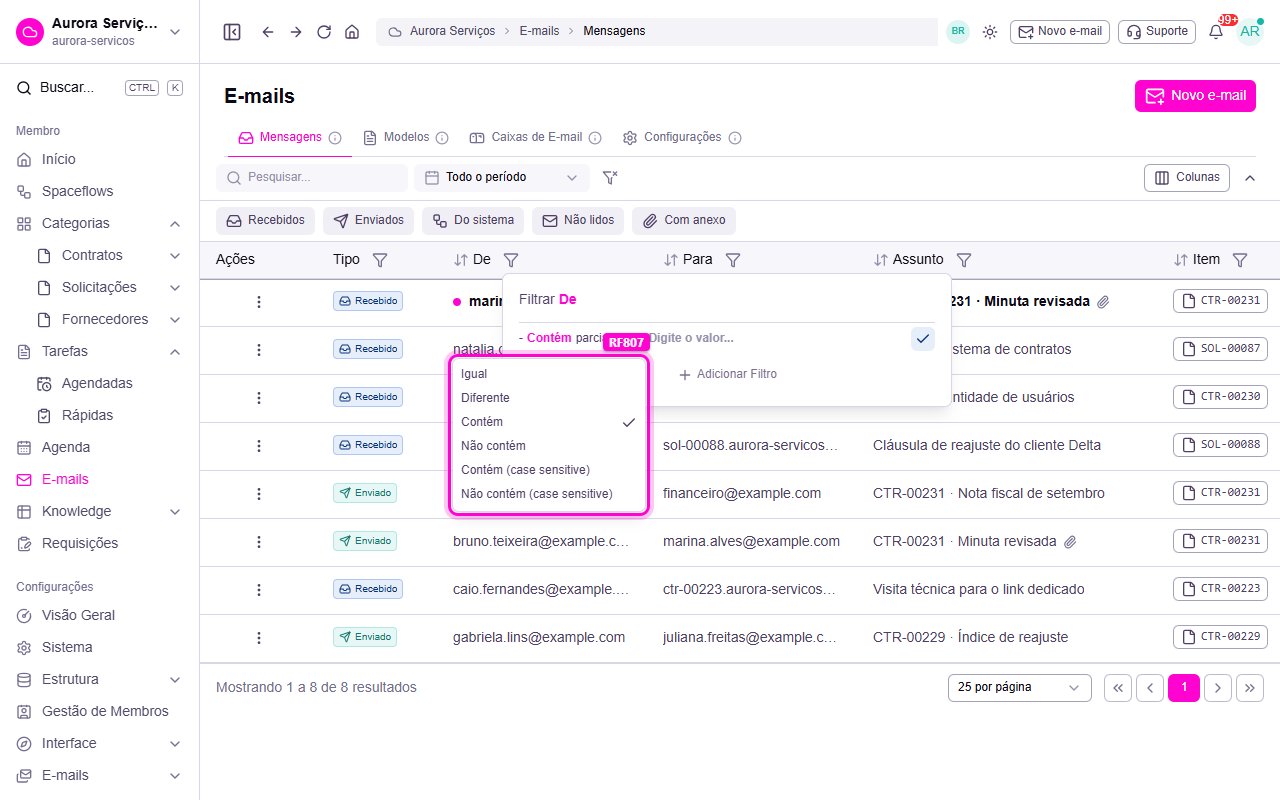 Aurora Serviç...
aurora-servicos
Aurora Serviços > E-mails > Mensagens
BR
Novo e-mail
Suporte
99+
AR
Buscar...
CTRL K
Membro
Início
Spaceflows
Categorias
Contratos
Solicitações
Fornecedores
Tarefas
Agendadas
Rápidas
Agenda
E-mails
Knowledge
Requisições
Configurações
Visão Geral
Sistema
Estrutura
Gestão de Membros
Interface
E-mails
E-mails
Novo e-mail
Mensagens
Modelos
Caixas de E-mail
Configurações
Pesquisar...
Todo o período
Colunas
Recebidos
Enviados
Do sistema
Não lidos
Com anexo
Ações Tipo De Para Assunto Item
Filtrar De
- Contém parci
RF807
Digite o valor...
Adicionar Filtro
Igual
Diferente
Contém
Não contém
Contém (case sensitive)
Não contém (case sensitive)
Recebido 231 · Minuta revisada CTR-00231
Recebido natalia. stema de contratos SOL-00087
Recebido ntidade de usuários CTR-00230
Recebido sol-00088.aurora-servicos... Cláusula de reajuste do cliente Delta SOL-00088
Enviado financeiro@example.com CTR-00231 · Nota fiscal de setembro CTR-00231
Enviado bruno.teixeira@example.c... marina.alves@example.com CTR-00231 · Minuta revisada CTR-00231
Recebido caio.fernandes@example.... ctr-00223.aurora-servicos... Visita técnica para o link dedicado CTR-00223
Enviado gabriela.lins@example.com juliana.freitas@example.c... CTR-00229 · Índice de reajuste CTR-00229
Mostrando 1 a 8 de 8 resultados
25 por página
1